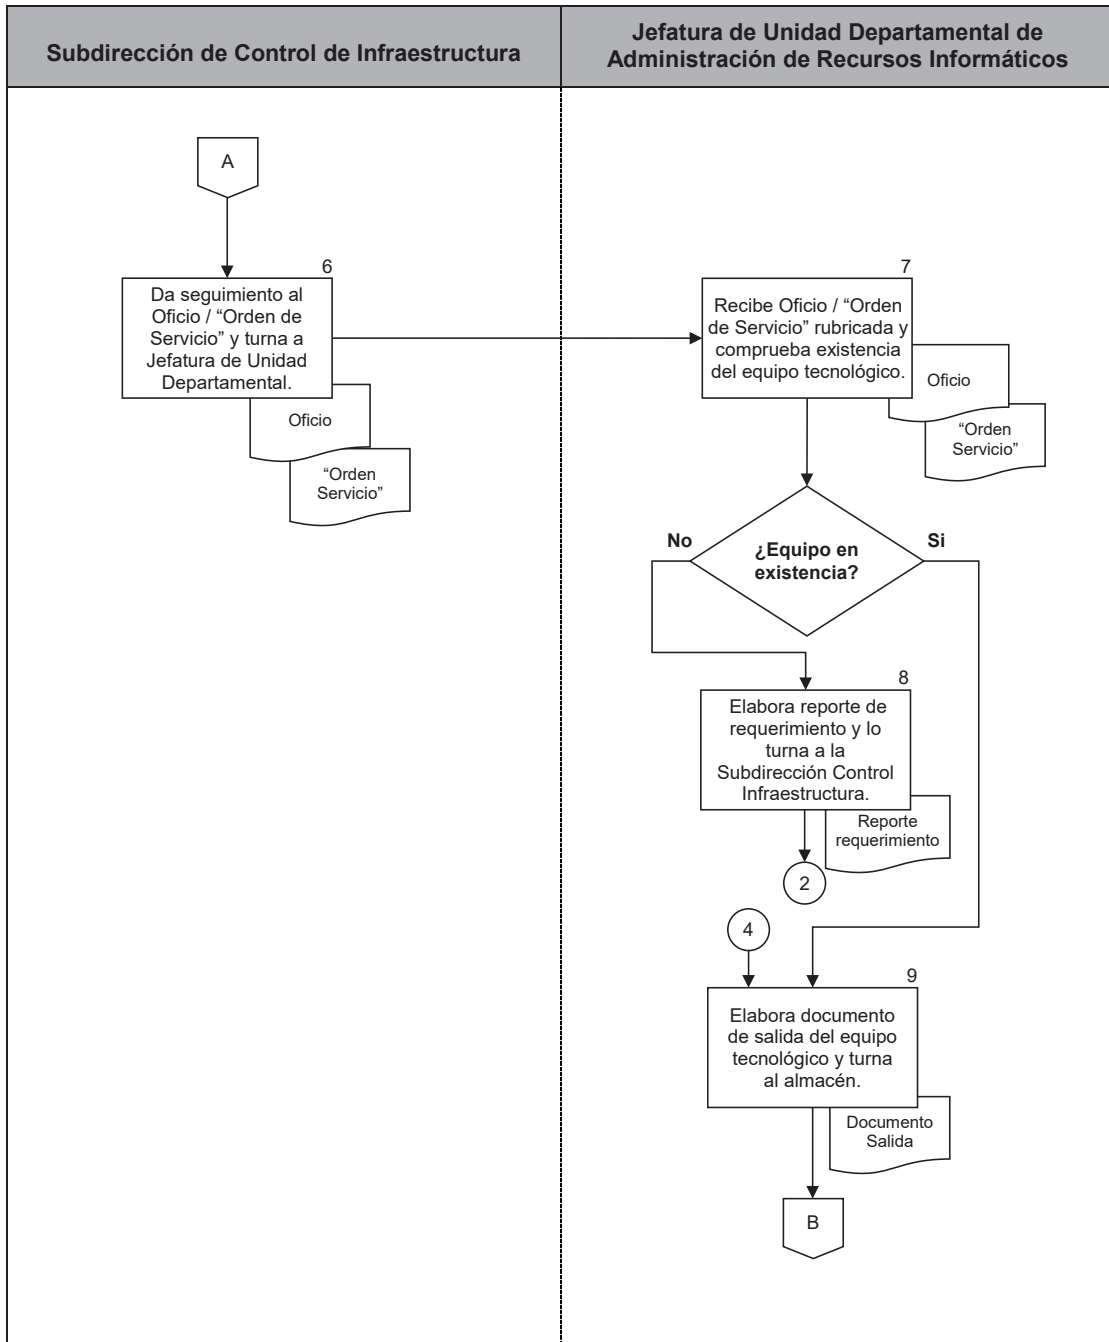 Subdirección de Control de Infraestructura
Jefatura de Unidad Departamental de
Administración de Recursos Informáticos
A
6
Da seguimiento al
Oficio / “Orden de
Servicio” y turna a
Jefatura de Unidad
Departamental.
Oficio
“Orden
Servicio”
7
Recibe Oficio / “Orden
de Servicio” rubricada y
comprueba existencia
del equipo tecnológico.
Oficio
“Orden
Servicio”
¿Equipo en
existencia?
No
Si
8
Elabora reporte de
requerimiento y lo
turna a la
Subdirección Control
Infraestructura.
Reporte
requerimiento
2
4
9
Elabora documento
de salida del equipo
tecnológico y turna
al almacén.
Documento
Salida
B